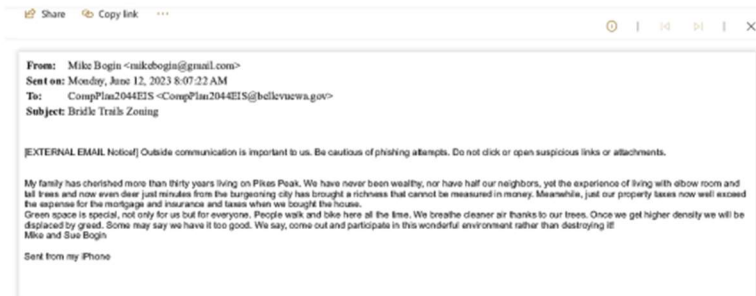 Share Copy link ...
From: Mike Bogin <mikebogin@gmail.com>
Sent on: Monday, June 12, 2023 8:07:22 AM
To: CompPlan2044EIS <CompPlan2044EIS@bellevuewa.gov>
Subject: Bridle Trails Zoning
[EXTERNAL EMAIL Notice!] Outside communication is important to us. Be cautious of phishing attempts. Do not click or open suspicious links or attachments.
My family has cherished more than thirty years living on Pikes Peak. We have never been wealthy, nor have half our neighbors, yet the experience of living with elbow room and
tall trees and now even deer just minutes from the burgeoning city has brought a richness that cannot be measured in money. Meanwhile, just our property taxes now well exceed
the expense for the mortgage and insurance and taxes when we bought the house.
Green space is special, not only for us but for everyone. People walk and bike here all the time. We breathe cleaner air thanks to our trees. Once we get higher density we will be
displaced by greed. Some may say we have it too good. We say, come out and participate in this wonderful environment rather than destroying it!
Mike and Sue Bogin
Sent from my iPhone